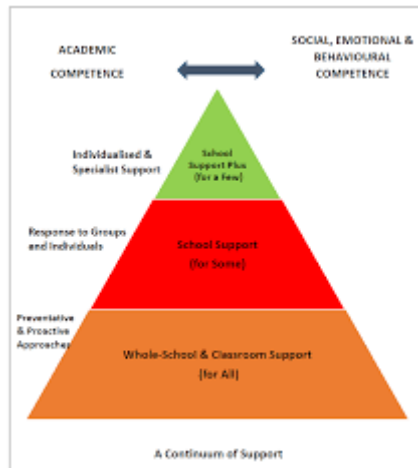 ACADEMIC
COMPETENCE
SOCIAL, EMOTIONAL &
BEHAVIOURAL
COMPETENCE
Individualised &
Specialist Support
School
Support Plus
(for a Few)
Response to Groups
and Individuals
School Support
(for Some)
Preventative
& Proactive
Approaches
Whole-School & Classroom Support
(for All)
A Continuum of Support